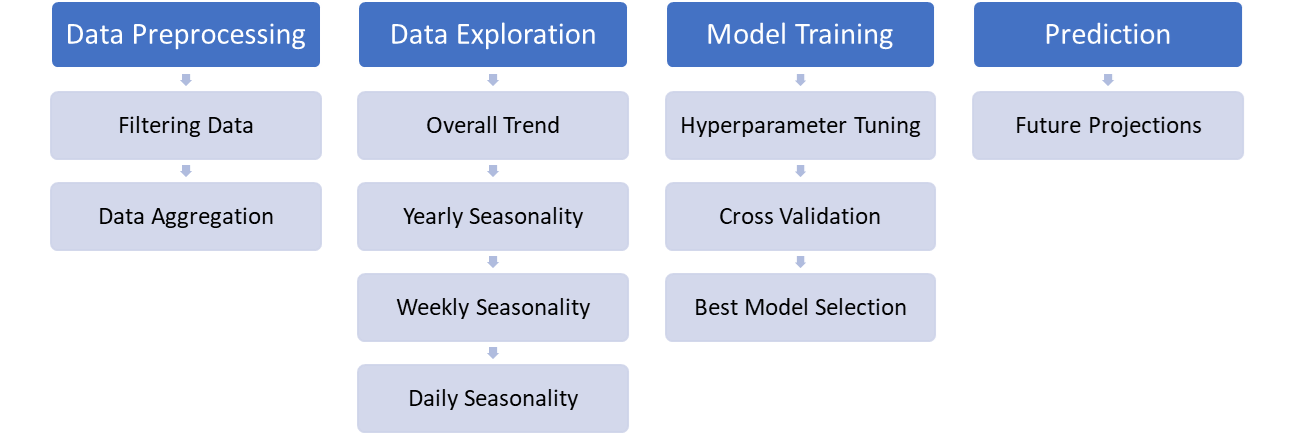 Data Preprocessing
Filtering Data
Data Aggregation
Data Exploration
Overall Trend
Yearly Seasonality
Weekly Seasonality
Daily Seasonality
Model Training
Hyperparameter Tuning
Cross Validation
Best Model Selection
Prediction
Future Projections